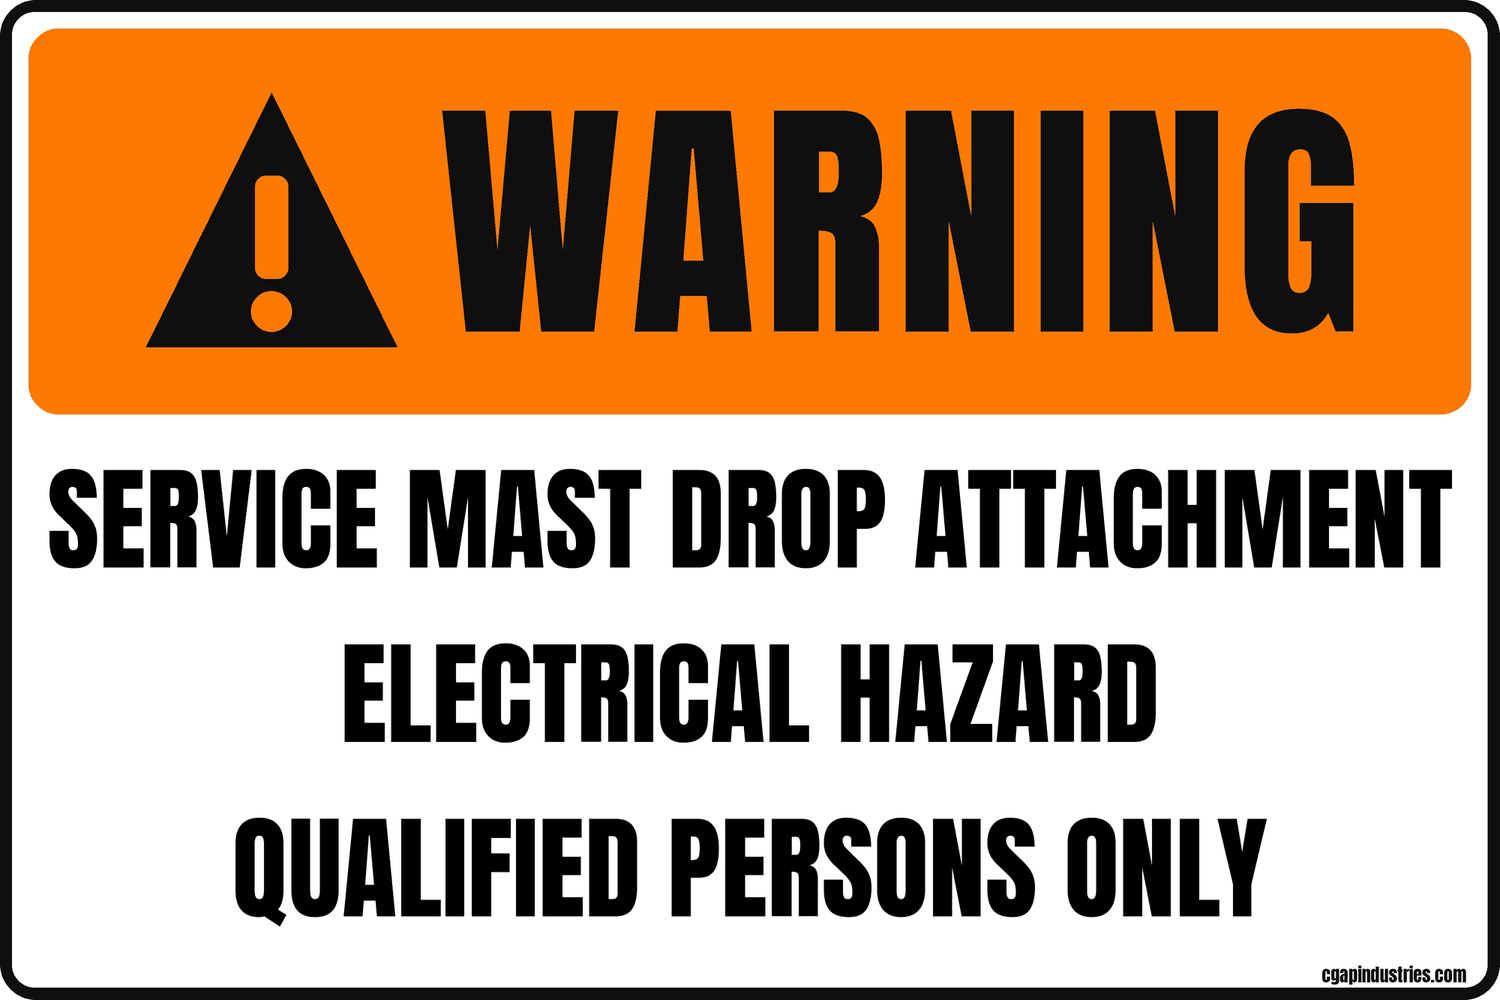 WARNING
SERVICE MAST DROP ATTACHMENT
ELECTRICAL HAZARD
QUALIFIED PERSONS ONLY
cgapindustries.com